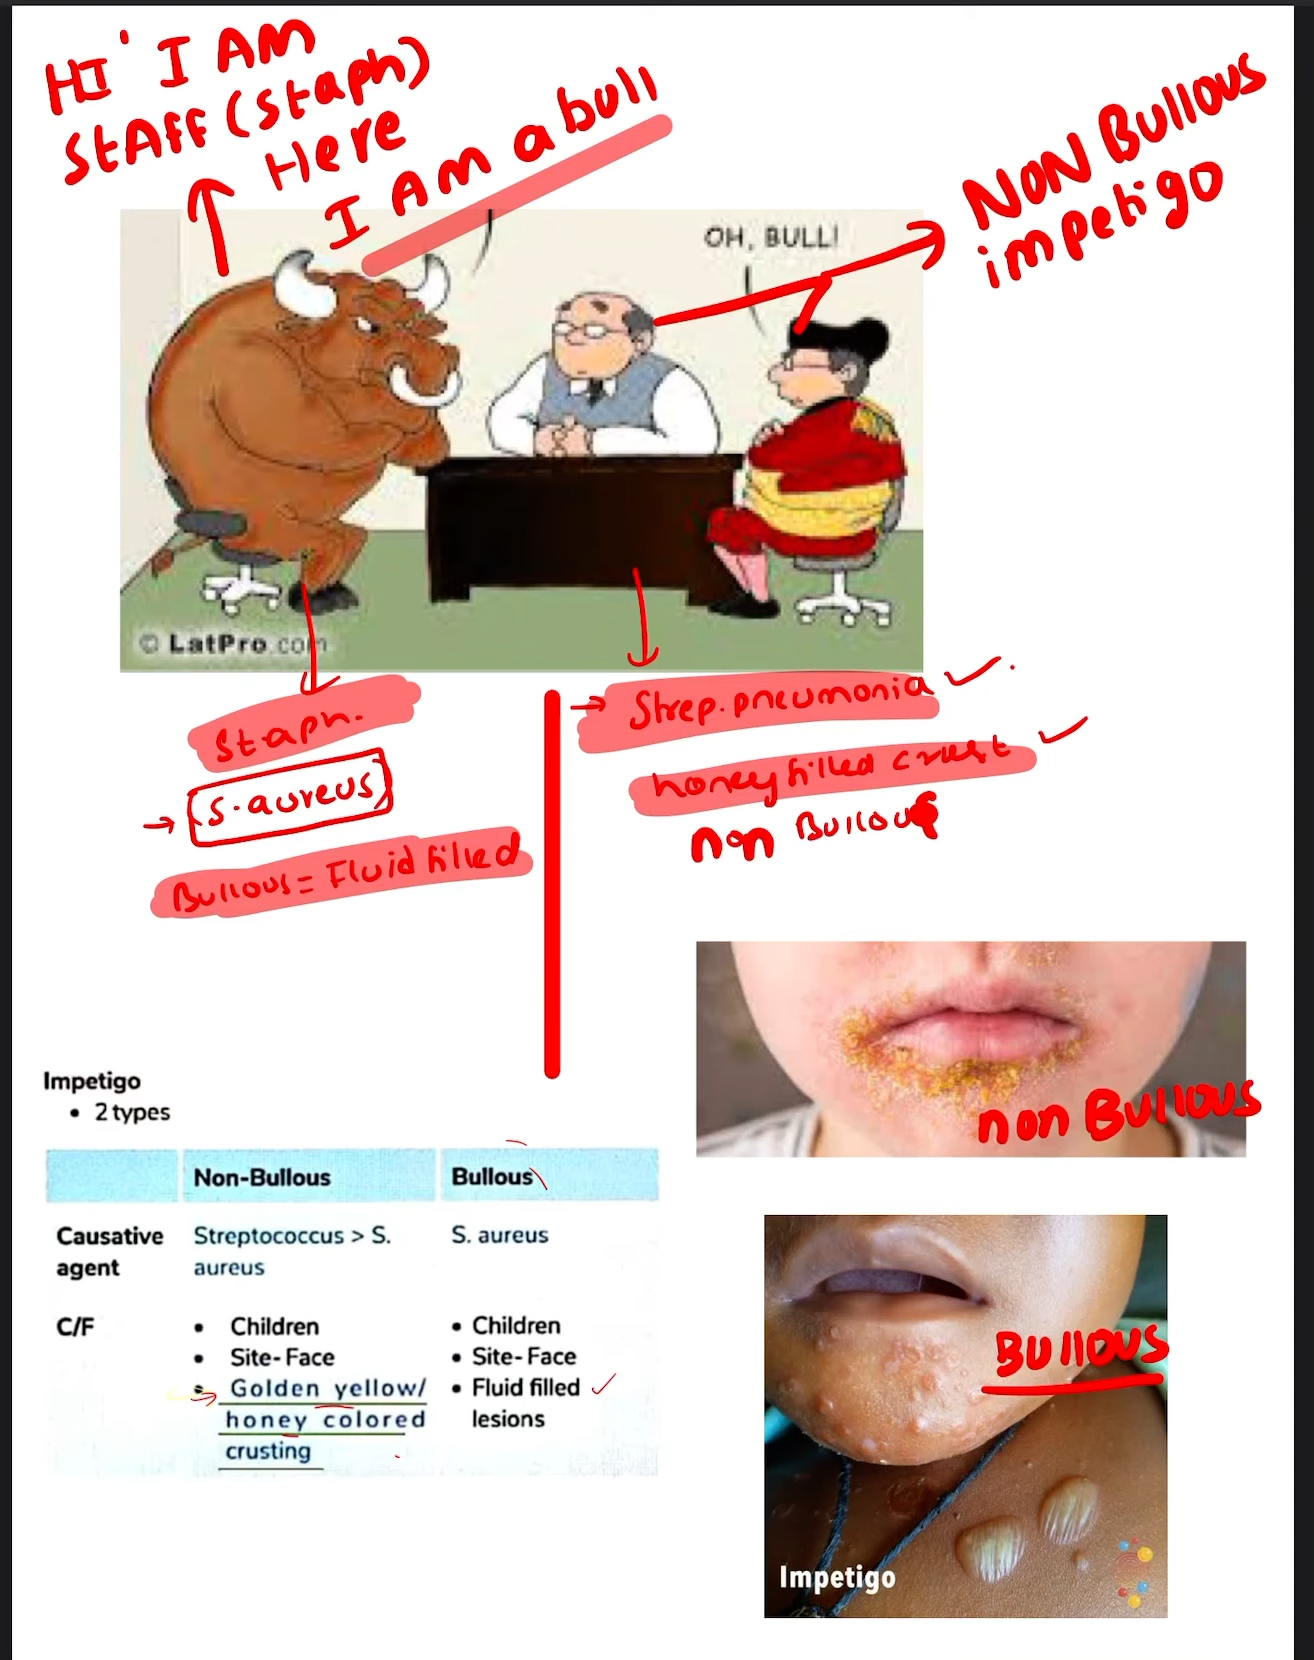 HI' I AM
StAFF (staph)
Here
I AM a bull
NON Bullous
impetigo
OH, BULL!
© LatPro.com
Staph.
→ S. aureus
Bullous = Fluid filled
→ Strep. pneumonia ✓.
honey filled crust ✓
non Bullous
non Bullous
Impetigo
• 2 types
Non-Bullous Bullous
Causative agent
Streptococcus > S. aureus
S. aureus
C/F
• Children
• Site- Face
• Golden yellow/
honey colored
crusting
• Children
• Site- Face
• Fluid filled ✓
lesions
Bullous
Impetigo